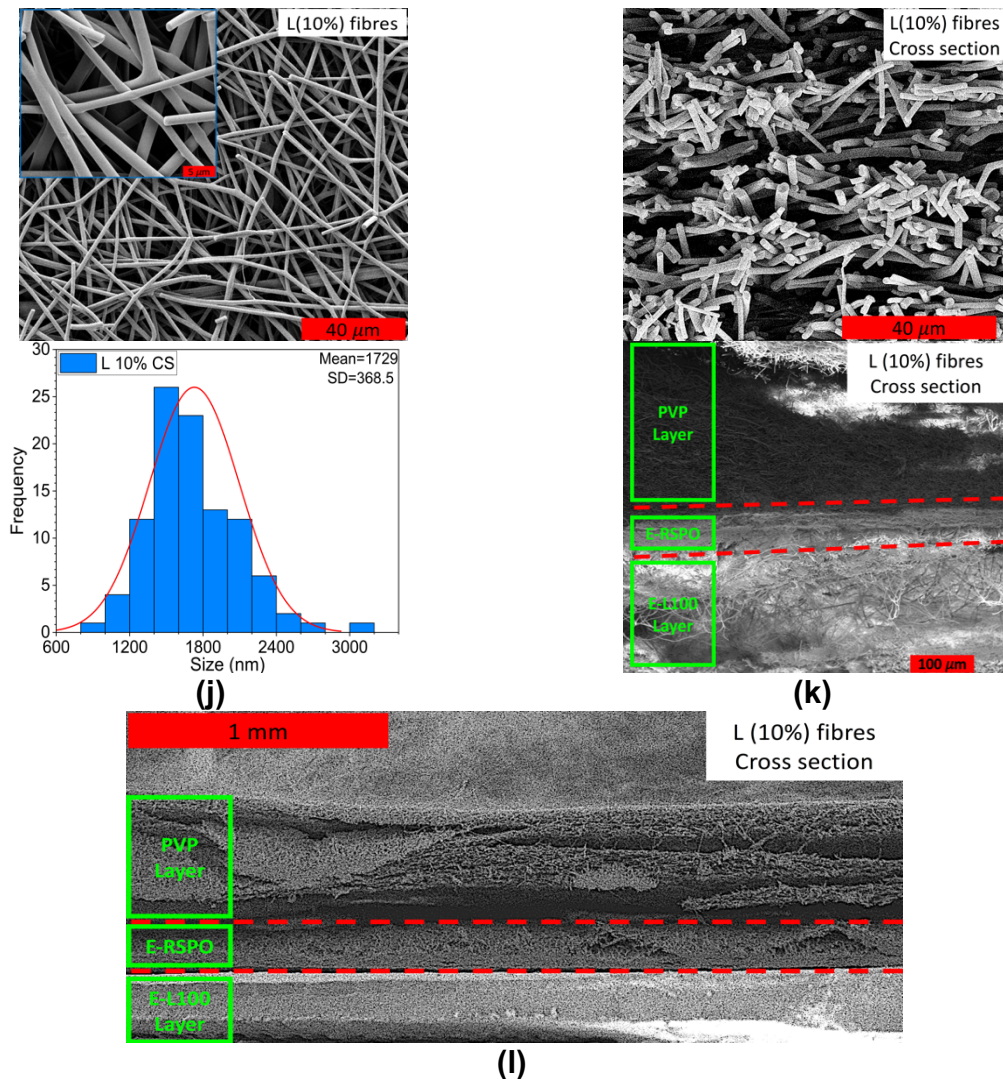 L(10%) fibres
5 μm
40 μm
30
25
20
15
10
5
0
Frequency
L 10% CS
Mean=1729
SD=368.5
600
1200
1800
2400
3000
Size (nm)
(j)
L(10%) fibres
Cross section
40 μm
L (10%) fibres
Cross section
PVP
Layer
E-RSPO
E-L100
Layer
100 μm
(k)
1 mm
L (10%) fibres
Cross section
PVP
Layer
E-RSPO
E-L100
Layer
(l)